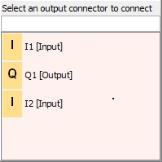 Select an output connector to connect
I I1 [Input]
Q Q1 [Output]
I I2 [Input]